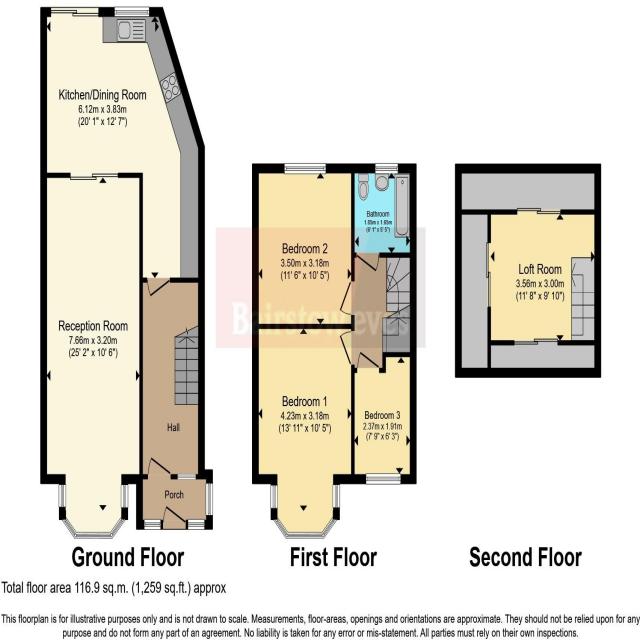 Kitchen/Dining Room
6.12m x 3.83m
(20' 1" x 12' 7")
Reception Room
7.66m x 3.20m
(25' 2" x 10' 6")
Hall
Porch
Ground Floor
Bathroom
(6' 1" x 5' 5")
Bedroom 2
3.50m x 3.18m
(11' 6" x 10' 5")
Bairstow eves
Bedroom 1
4.23m x 3.18m
(13' 11" x 10' 5")
Bedroom 3
2.37m x 1.91m
(7' 9" x 6' 3")
First Floor
Loft Room
3.56m x 3.00m
(11' 8" x 9' 10")
Second Floor
Total floor area 116.9 sq.m. (1,259 sq.ft.) approx
This floorplan is for illustrative purposes only and is not drawn to scale. Measurements, floor-areas, openings and orientations are approximate. They should not be relied upon for any
purpose and do not form any part of an agreement. No liability is taken for any error or mis-statement. All parties must rely on their own inspections.